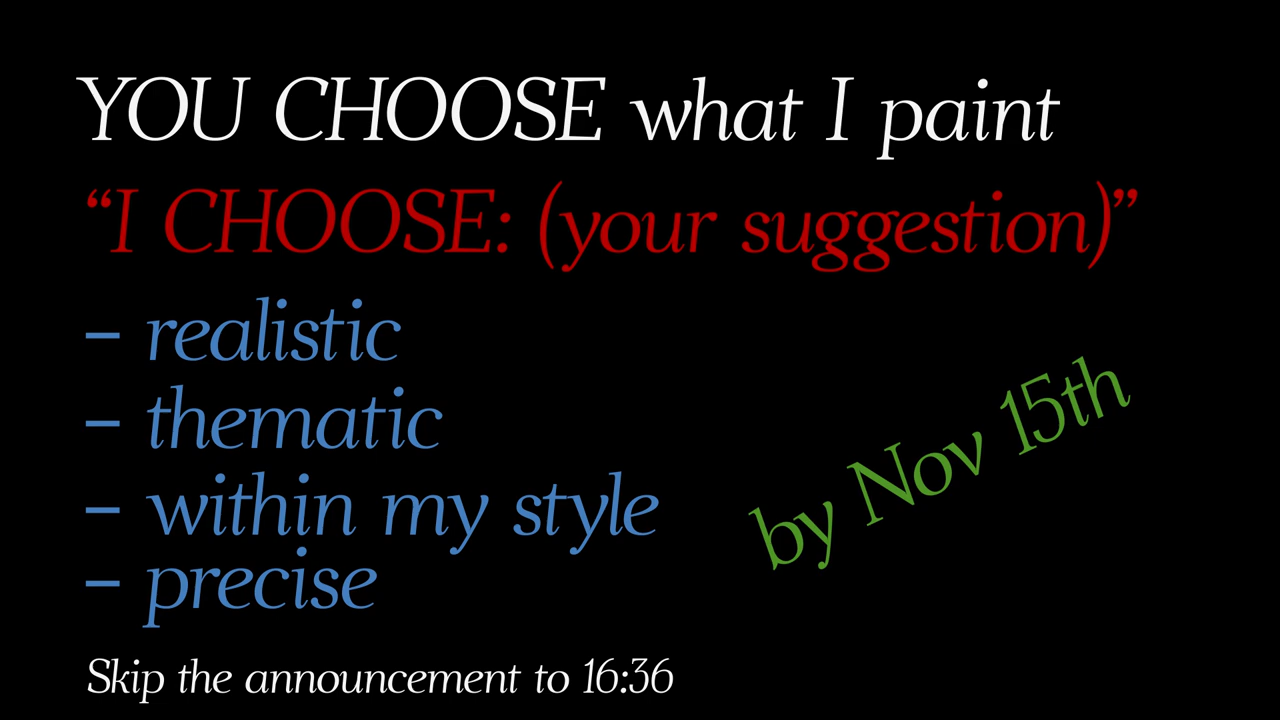 YOU CHOOSE what I paint
“I CHOOSE: (your suggestion)”
– realistic
– thematic
– within my style
– precise
by Nov 15th
Skip the announcement to 16:36